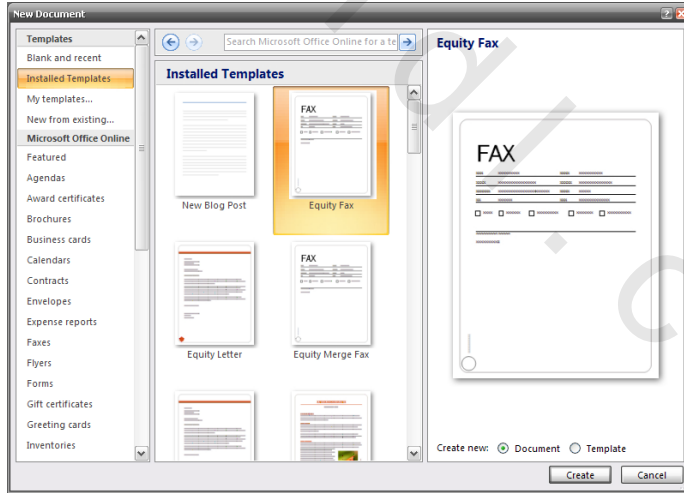 New Document
Templates
Blank and recent
Installed Templates
My templates...
New from existing...
Microsoft Office Online
Featured
Agendas
Award certificates
Brochures
Business cards
Calendars
Contracts
Envelopes
Expense reports
Faxes
Flyers
Forms
Gift certificates
Greeting cards
Inventories
Search Microsoft Office Online for a te
Installed Templates
FAX
New Blog Post
Equity Fax
FAX
Equity Letter
Equity Merge Fax
Equity Fax
FAX
Create new: Document Template
Create Cancel